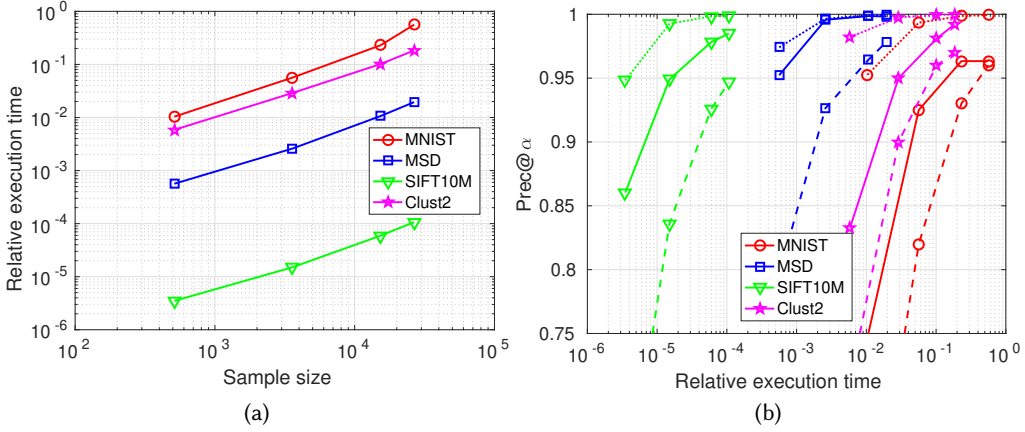 10^0
10^-1
10^-2
10^-3
10^-4
10^-5
10^-6
Relative execution time
MNIST
MSD
SIFT10M
Clust2
10^2 10^3 10^4 10^5
Sample size
(a)
1
0.95
0.9
0.85
0.8
0.75
Prec@α
MNIST
MSD
SIFT10M
Clust2
10^-6 10^-5 10^-4 10^-3 10^-2 10^-1 10^0
Relative execution time
(b)